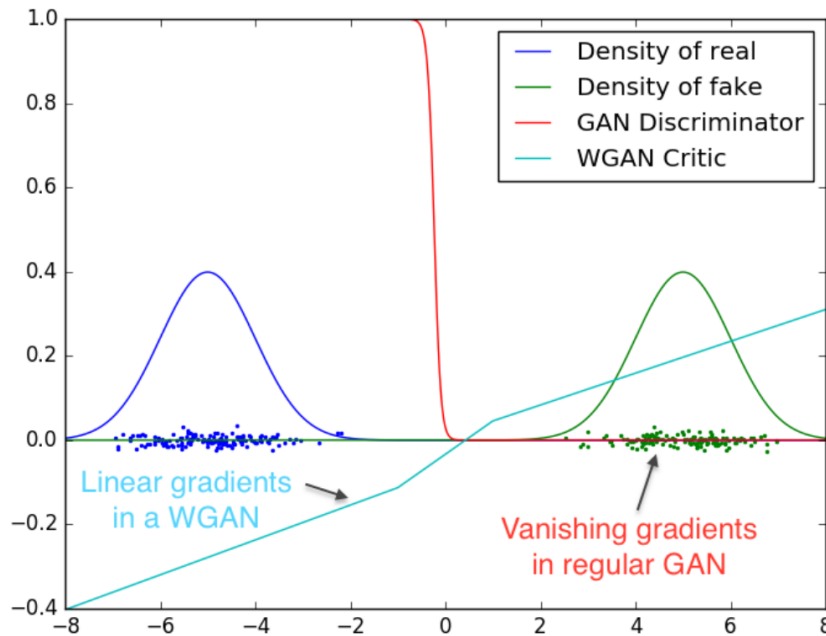 1.0
Density of real
Density of fake
0.8
GAN Discriminator
WGAN Critic
0.6
0.4
0.2
0.0
Linear gradients
in a WGAN
Vanishing gradients
in regular GAN
−0.2
−0.4
−8 −6 −4 −2 0 2 4 6 8